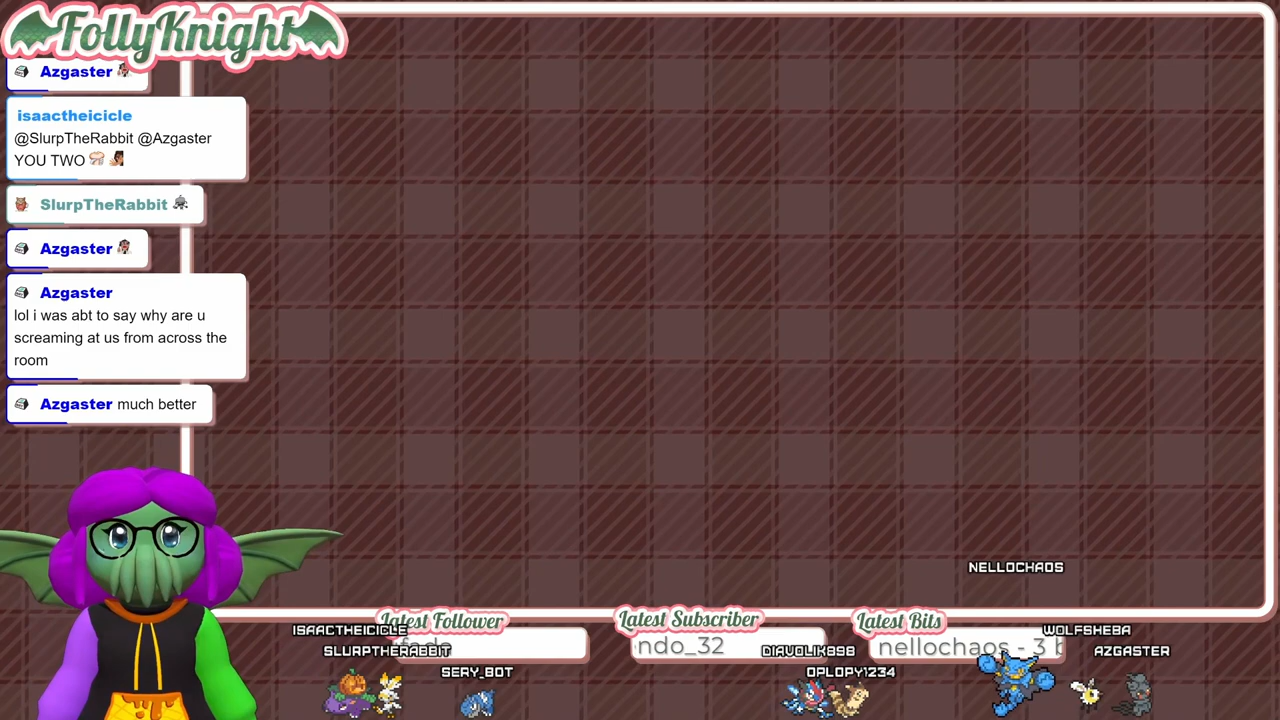 FollyKnight
Azgaster
isaactheicicle
@SlurpTheRabbit @Azgaster
YOU TWO
SlurpTheRabbit
Azgaster
Azgaster
lol i was abt to say why are u
screaming at us from across the
room
Azgaster much better
NELLOCHAOS
Latest Follower
Latest Subscriber
Latest Bits
ISAACTHEICICLE
WOLFSHEBA
ndo_32
nellochaos - 3 b
SLURPTHERABBIT
DIAVOLIK898
AZGASTER
SERY_BOT
OPLOPY1234